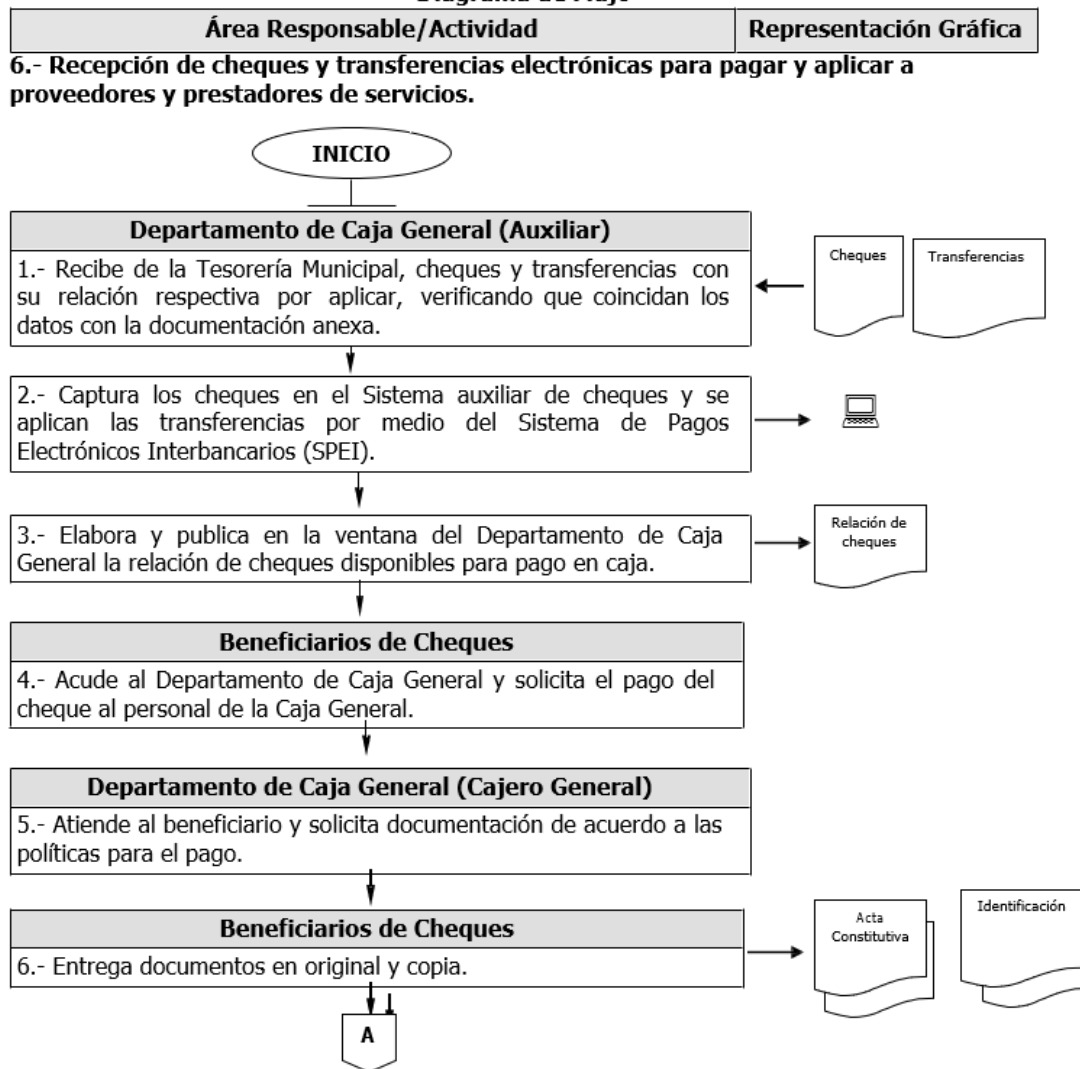 Área Responsable/Actividad
Representación Gráfica
6.- Recepción de cheques y transferencias electrónicas para pagar y aplicar a
proveedores y prestadores de servicios.
INICIO
Departamento de Caja General (Auxiliar)
1.- Recibe de la Tesorería Municipal, cheques y transferencias con
su relación respectiva por aplicar, verificando que coincidan los
datos con la documentación anexa.
Cheques
Transferencias
2.- Captura los cheques en el Sistema auxiliar de cheques y se
aplican las transferencias por medio del Sistema de Pagos
Electrónicos Interbancarios (SPEI).
3.- Elabora y publica en la ventana del Departamento de Caja
General la relación de cheques disponibles para pago en caja.
Relación de
cheques
Beneficiarios de Cheques
4.- Acude al Departamento de Caja General y solicita el pago del
cheque al personal de la Caja General.
Departamento de Caja General (Cajero General)
5.- Atiende al beneficiario y solicita documentación de acuerdo a las
políticas para el pago.
Beneficiarios de Cheques
6.- Entrega documentos en original y copia.
Acta
Constitutiva
Identificación
A